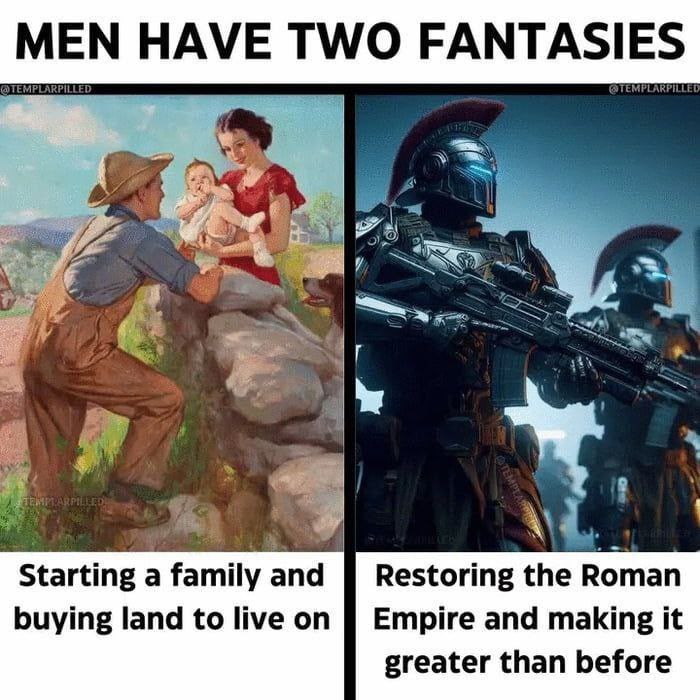 MEN HAVE TWO FANTASIES
@TEMPLARPILLED
@TEMPLARPILLED
TEMPLARPILLED
Starting a family and
buying land to live on
Restoring the Roman
Empire and making it
greater than before